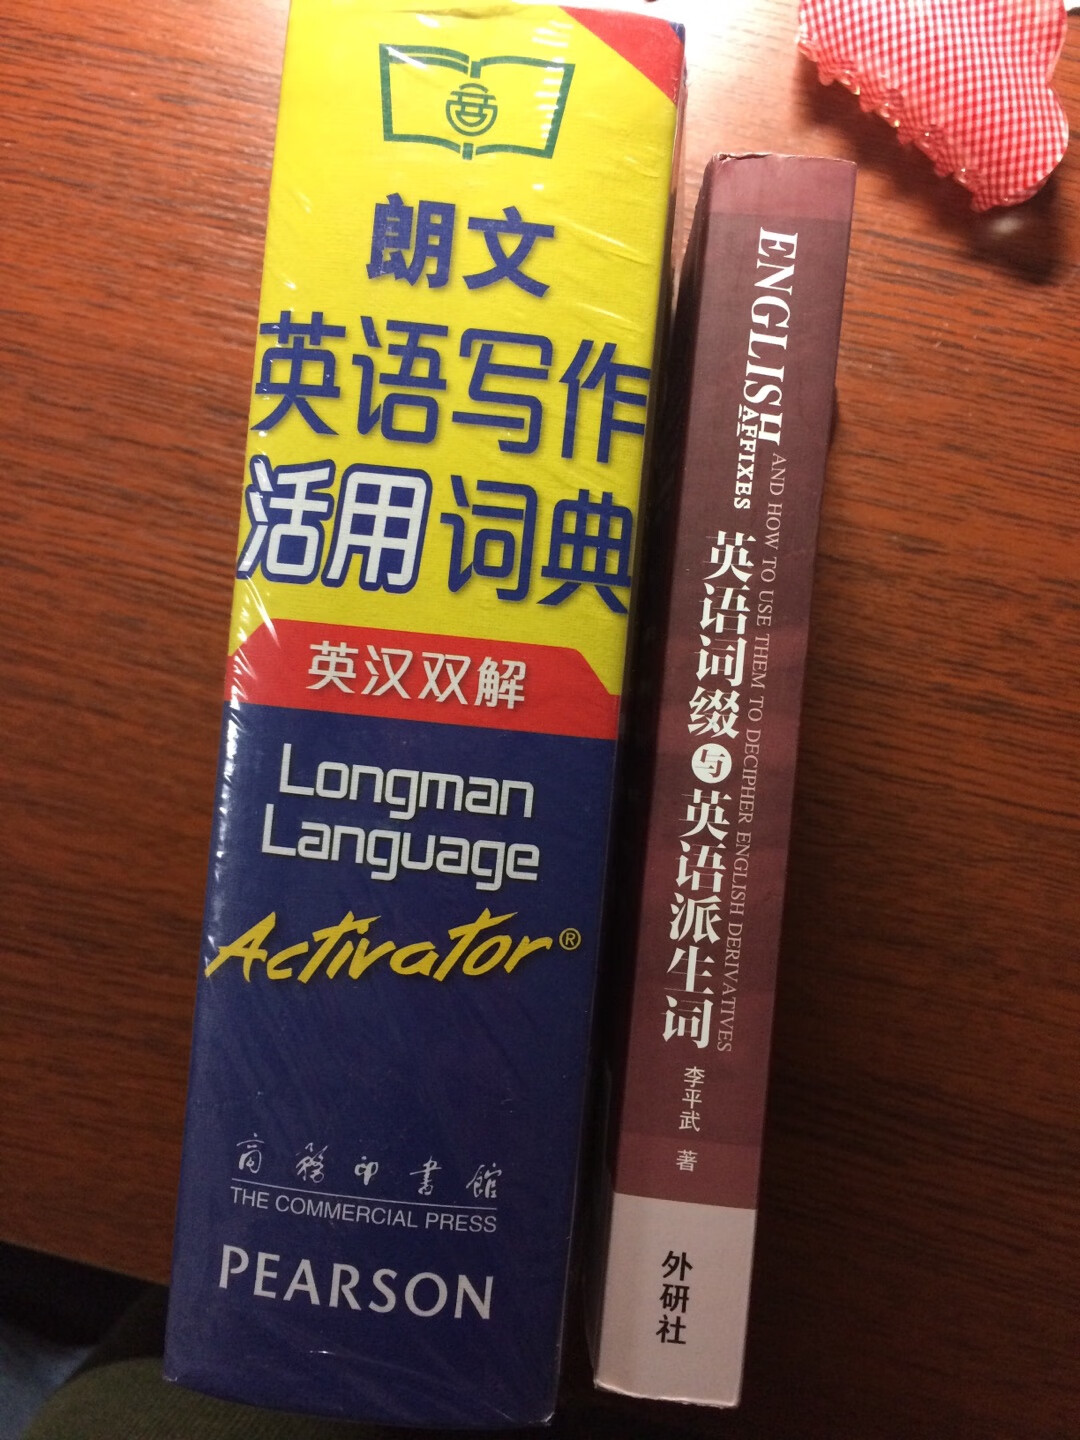 朗文
英语写作
活用词典
英汉双解
Longman
Language
Activator®
商務印書館
THE COMMERCIAL PRESS
PEARSON
ENGLISH
AFFIXES
AND HOW TO USE THEM TO DECIPHER ENGLISH DERIVATIVES
英语词缀与英语派生词
李平武 著
外研社